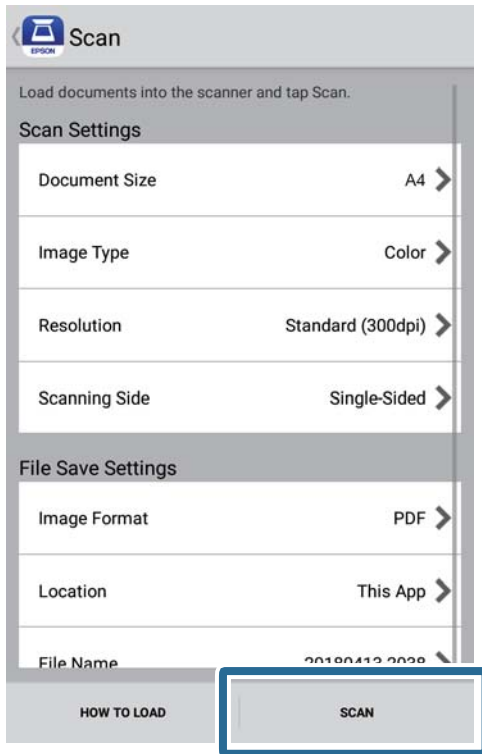 EPSON
Scan
Load documents into the scanner and tap Scan.
Scan Settings
Document Size A4
Image Type Color
Resolution Standard (300dpi)
Scanning Side Single-Sided
File Save Settings
Image Format PDF
Location This App
File Name 20180413 2038
HOW TO LOAD SCAN